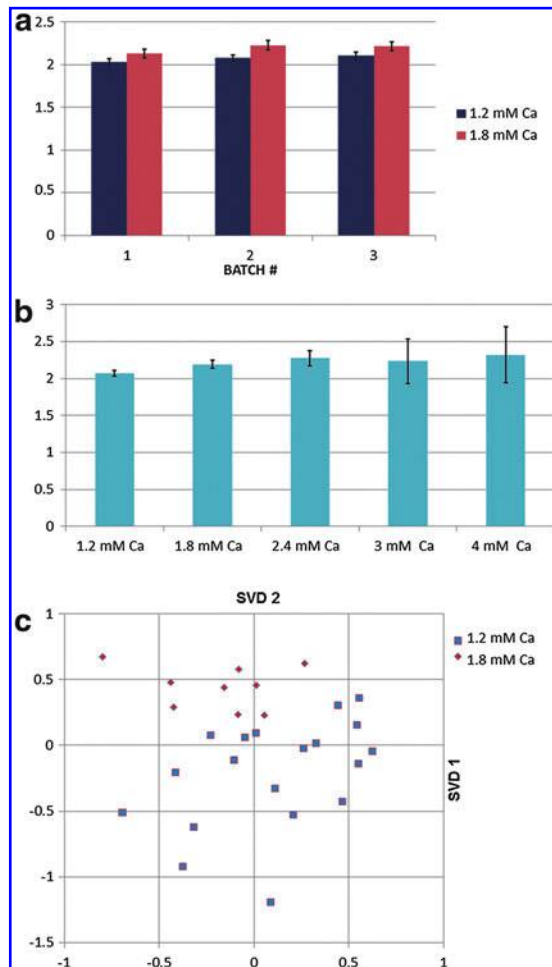 a
2.5
2
1.5
1
0.5
0
1 2 3
BATCH #
1.2 mM Ca
1.8 mM Ca
b
3
2.5
2
1.5
1
0.5
0
1.2 mM Ca 1.8 mM Ca 2.4 mM Ca 3 mM Ca 4 mM Ca
c
SVD 2
1
0.5
0
-0.5
-1
-1.5
-1 -0.5 0 0.5 1
SVD 1
1.2 mM Ca
1.8 mM Ca